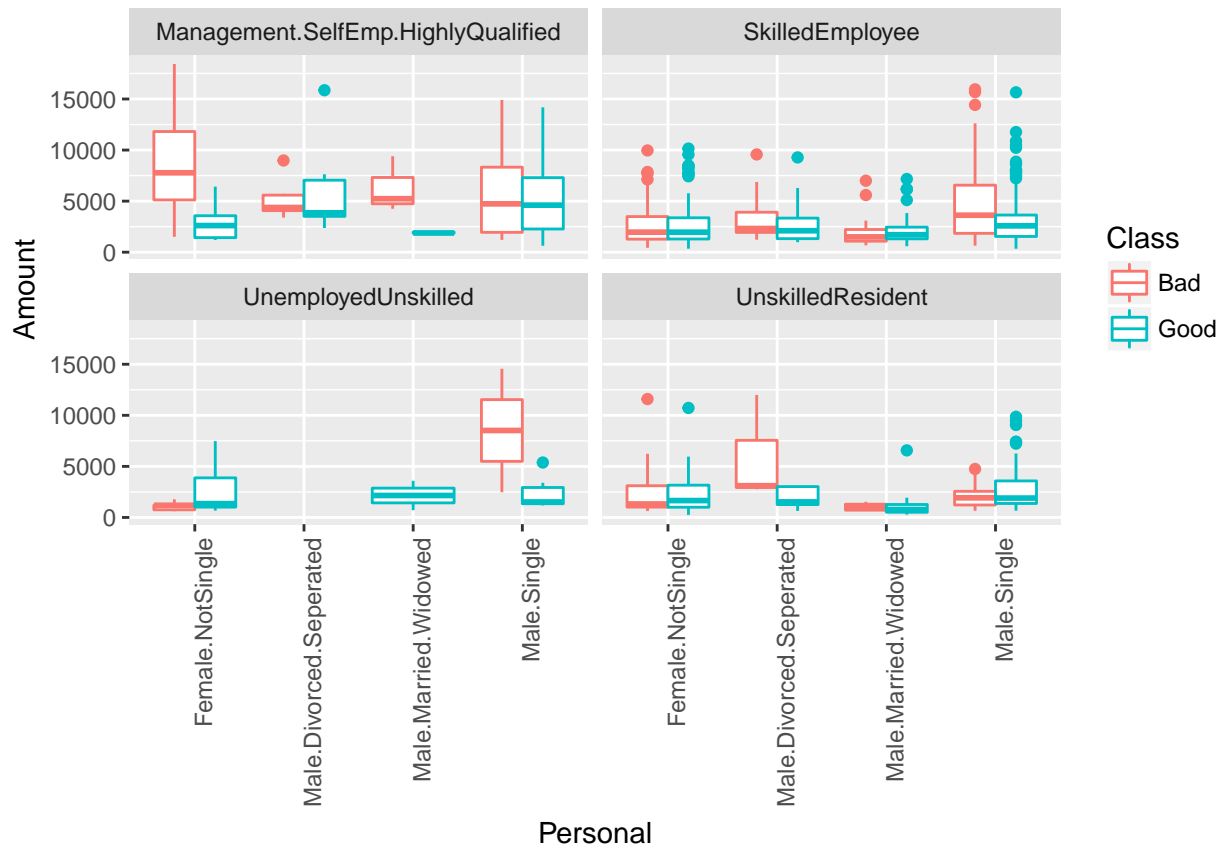 Management.SelfEmp.HighlyQualified
SkilledEmployee
15000
10000
5000
0
Amount
UnemployedUnskilled
UnskilledResident
15000
10000
5000
0
Female.NotSingle
Male.Divorced.Seperated
Male.Married.Widowed
Male.Single
Female.NotSingle
Male.Divorced.Seperated
Male.Married.Widowed
Male.Single
Personal
Class
Bad
Good